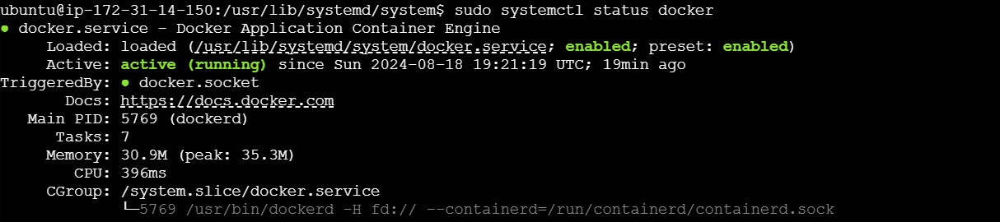 ubuntu@ip-172-31-14-150:/usr/lib/systemd/system$ sudo systemctl status docker
● docker.service - Docker Application Container Engine
Loaded: loaded (/usr/lib/systemd/system/docker.service; enabled; preset: enabled)
Active: active (running) since Sun 2024-08-18 19:21:19 UTC; 19min ago
TriggeredBy: ● docker.socket
Docs: https://docs.docker.com
Main PID: 5769 (dockerd)
Tasks: 7
Memory: 30.9M (peak: 35.3M)
CPU: 396ms
CGroup: /system.slice/docker.service
└─5769 /usr/bin/dockerd -H fd:// --containerd=/run/containerd/containerd.sock